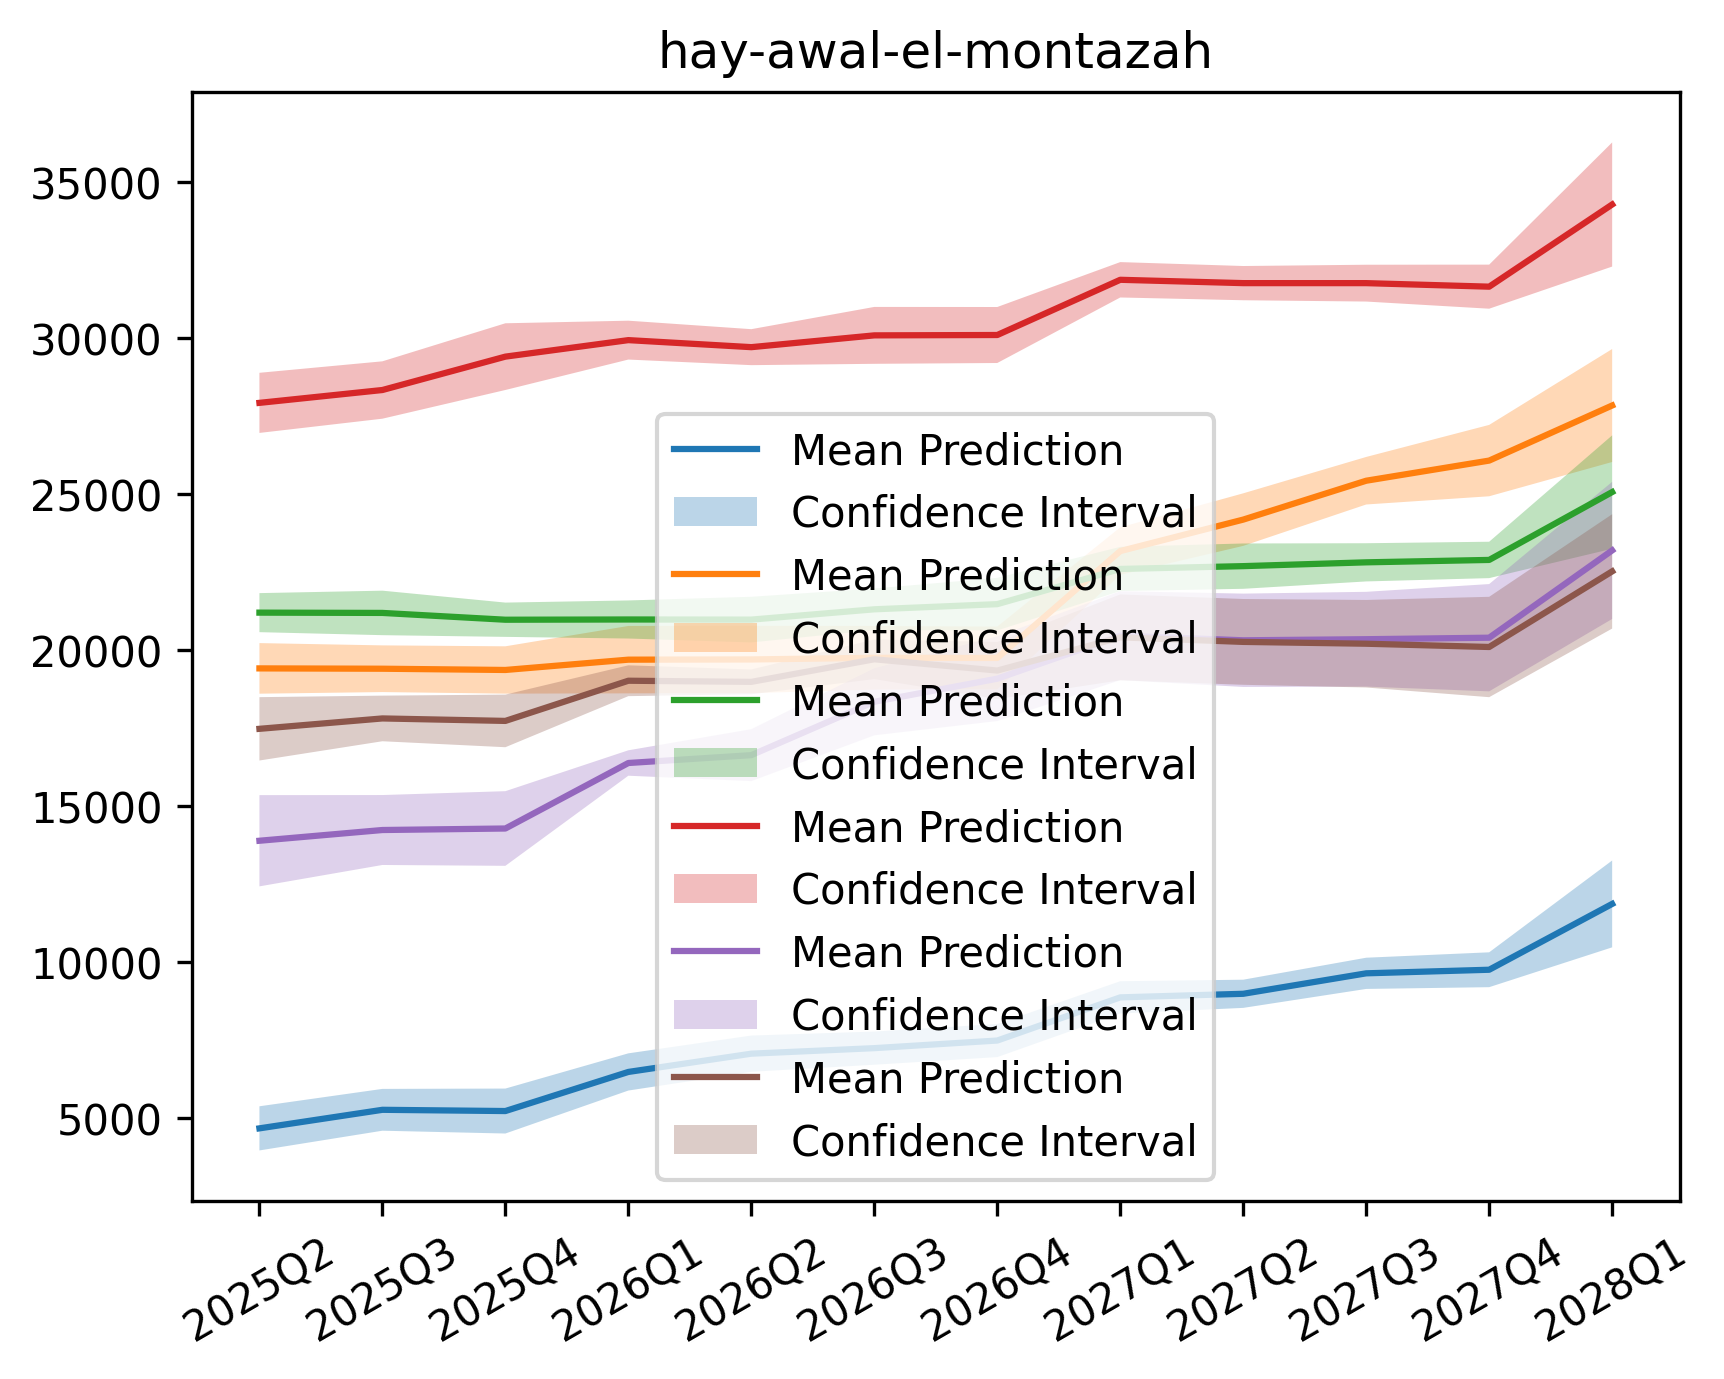 hay-awal-el-montazah
35000
30000
25000
20000
15000
10000
5000
Mean Prediction
Confidence Interval
Mean Prediction
Confidence Interval
Mean Prediction
Confidence Interval
Mean Prediction
Confidence Interval
Mean Prediction
Confidence Interval
Mean Prediction
Confidence Interval
2025Q2 2025Q3 2025Q4 2026Q1 2026Q2 2026Q3 2026Q4 2027Q1 2027Q2 2027Q3 2027Q4 2028Q1